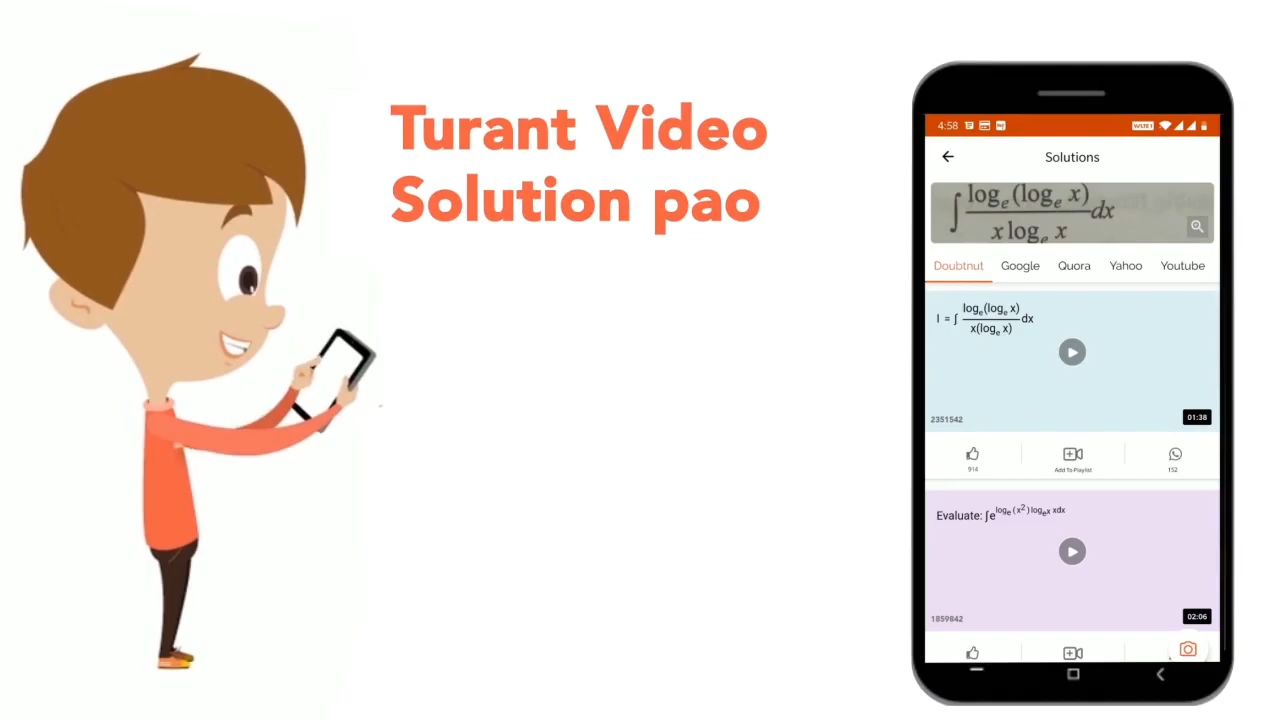 Turant Video
Solution pao
4:58
VoLTE1
Solutions
∫ logₑ(logₑ x) / x logₑ x dx
Doubtnut Google Quora Yahoo Youtube
I = ∫ logₑ(logₑ x) / x(logₑ x) dx
2351542 01:38
914 Add To Playlist 152
Evaluate: ∫e^logₑ(x²)logₑx xdx
1859842 02:06